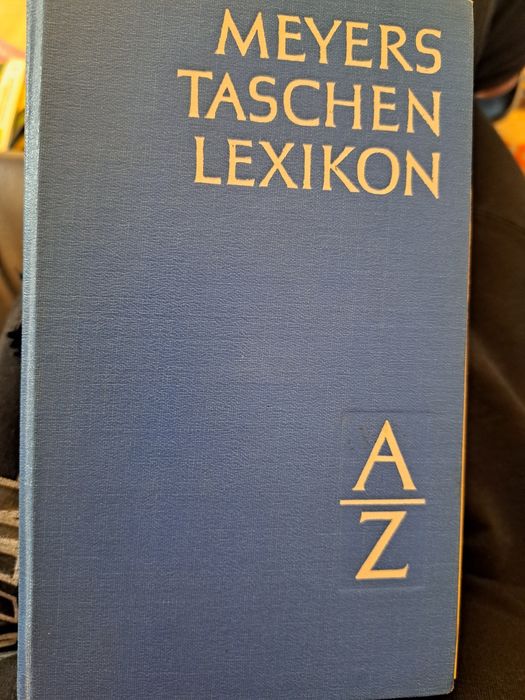 MEYERS
TASCHEN
LEXIKON
A
Z